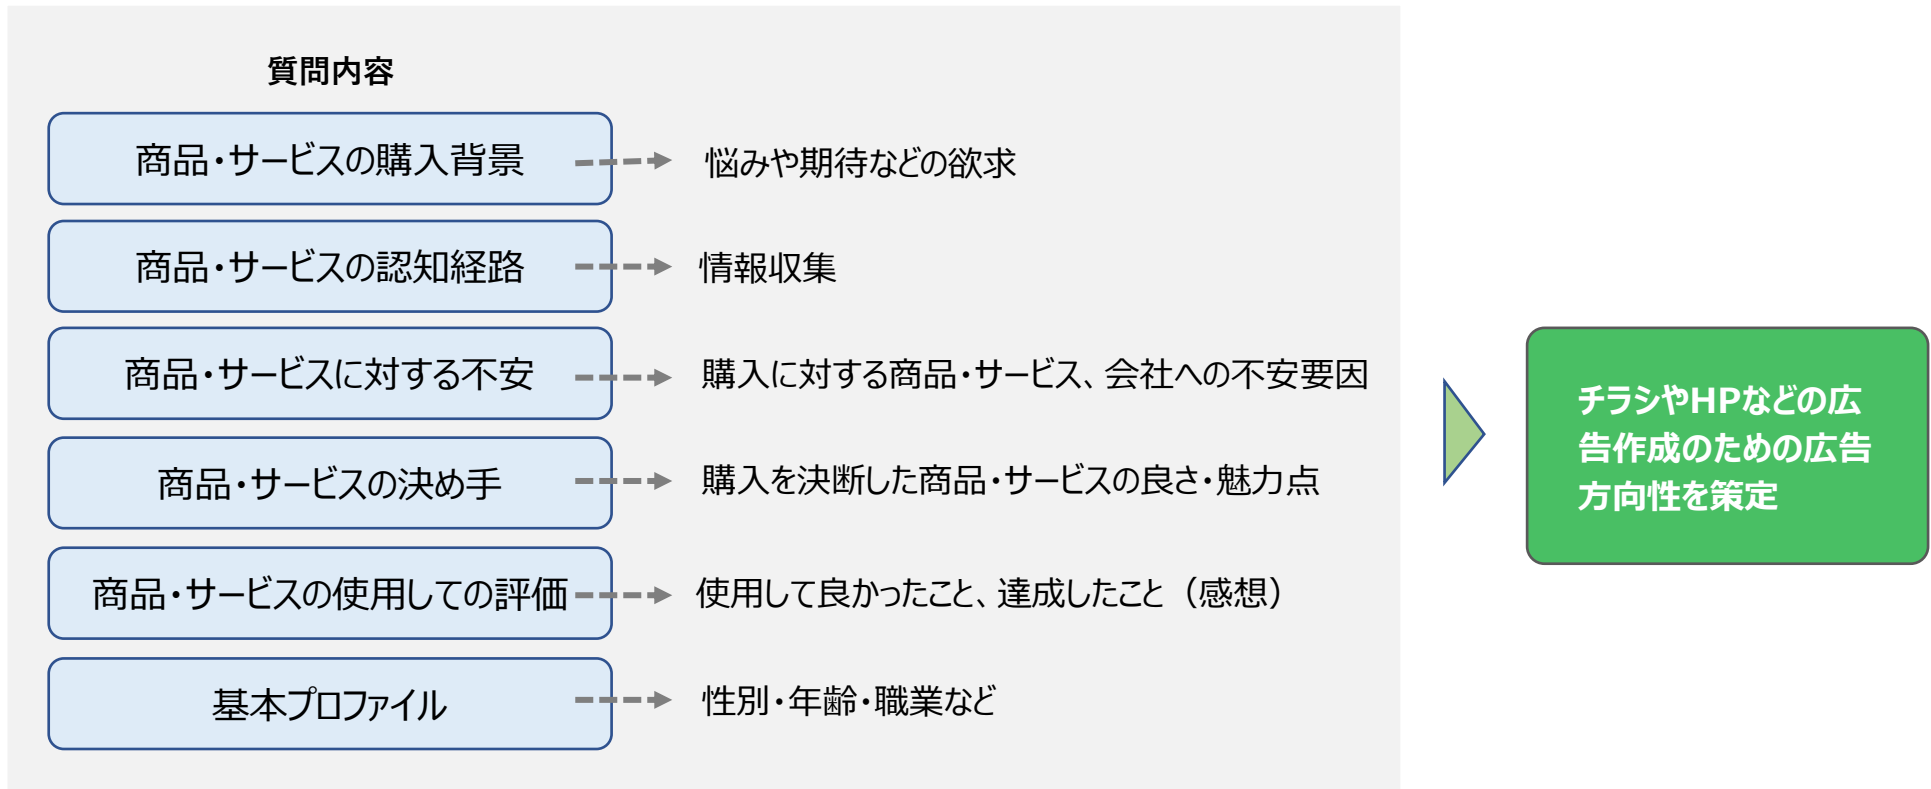 質問内容
商品・サービスの購入背景
悩みや期待などの欲求
商品・サービスの認知経路
情報収集
商品・サービスに対する不安
購入に対する商品・サービス、会社への不安要因
商品・サービスの決め手
購入を決断した商品・サービスの良さ・魅力点
商品・サービスの使用しての評価
使用して良かったこと、達成したこと（感想）
基本プロファイル
性別・年齢・職業など
チラシやHPなどの広
告作成のための広告
方向性を策定